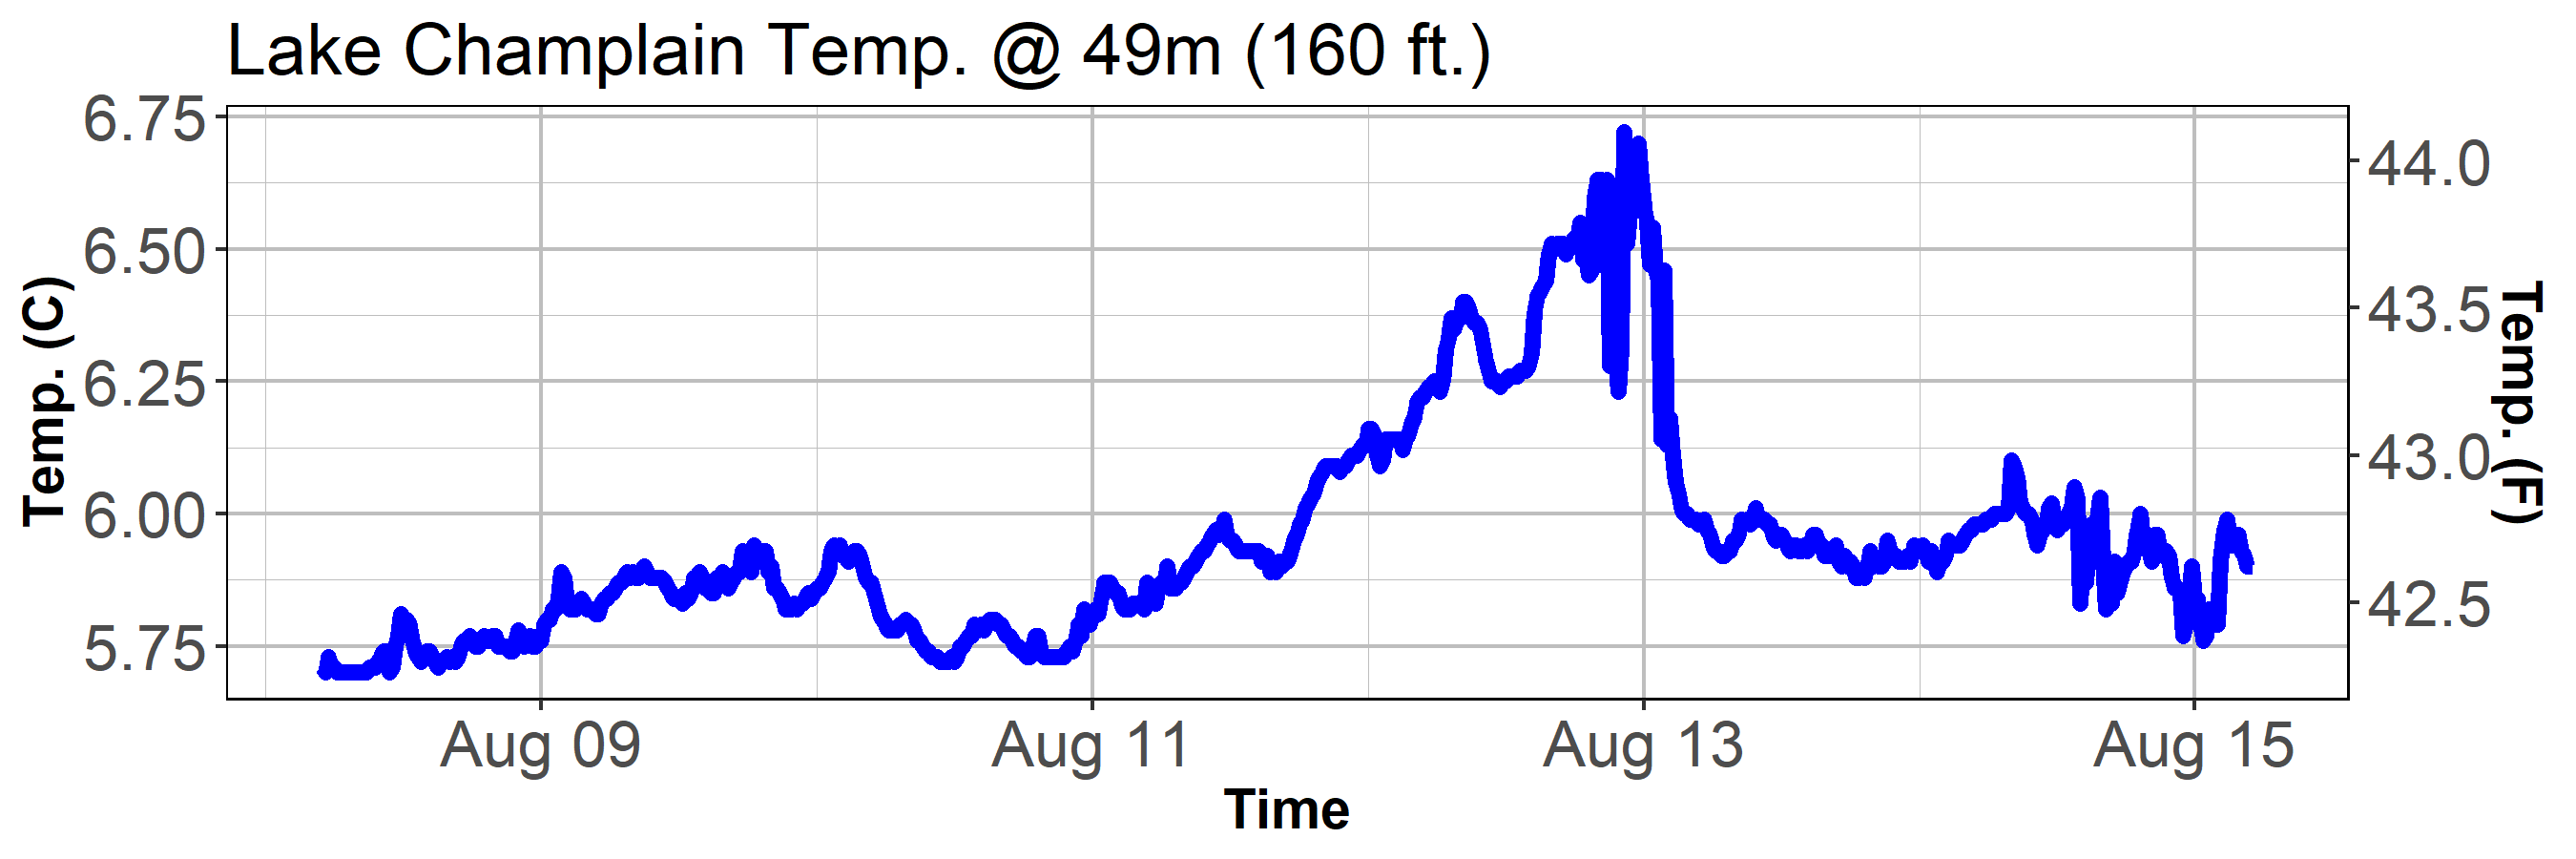 Lake Champlain Temp. @ 49m (160 ft.)
6.75
6.50
6.25
6.00
5.75
Temp. (C)
44.0
43.5
43.0
42.5
Temp. (F)
Aug 09
Aug 11
Aug 13
Aug 15
Time